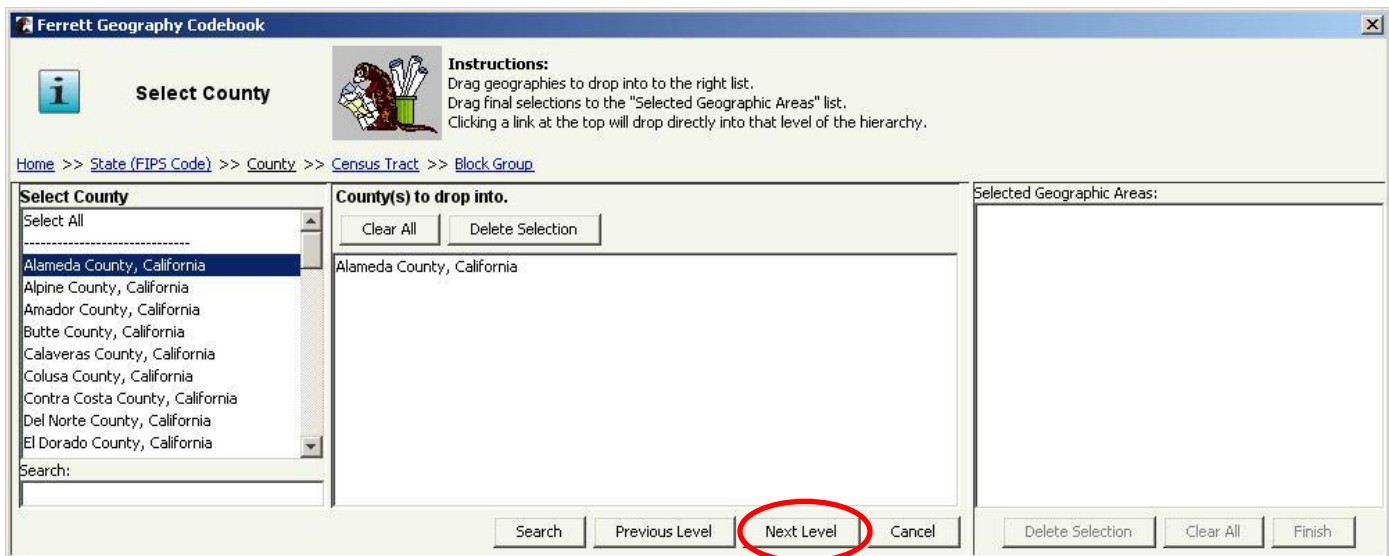 Ferrett Geography Codebook
Select County
Instructions:
Drag geographies to drop into to the right list.
Drag final selections to the "Selected Geographic Areas" list.
Clicking a link at the top will drop directly into that level of the hierarchy.
Home >> State (FIPS Code) >> County >> Census Tract >> Block Group
Select County
Select All
------------------------------
Alameda County, California
Alpine County, California
Amador County, California
Butte County, California
Calaveras County, California
Colusa County, California
Contra Costa County, California
Del Norte County, California
El Dorado County, California
Search:
County(s) to drop into.
Clear All Delete Selection
Alameda County, California
Search Previous Level Next Level Cancel
Selected Geographic Areas:
Delete Selection Clear All Finish